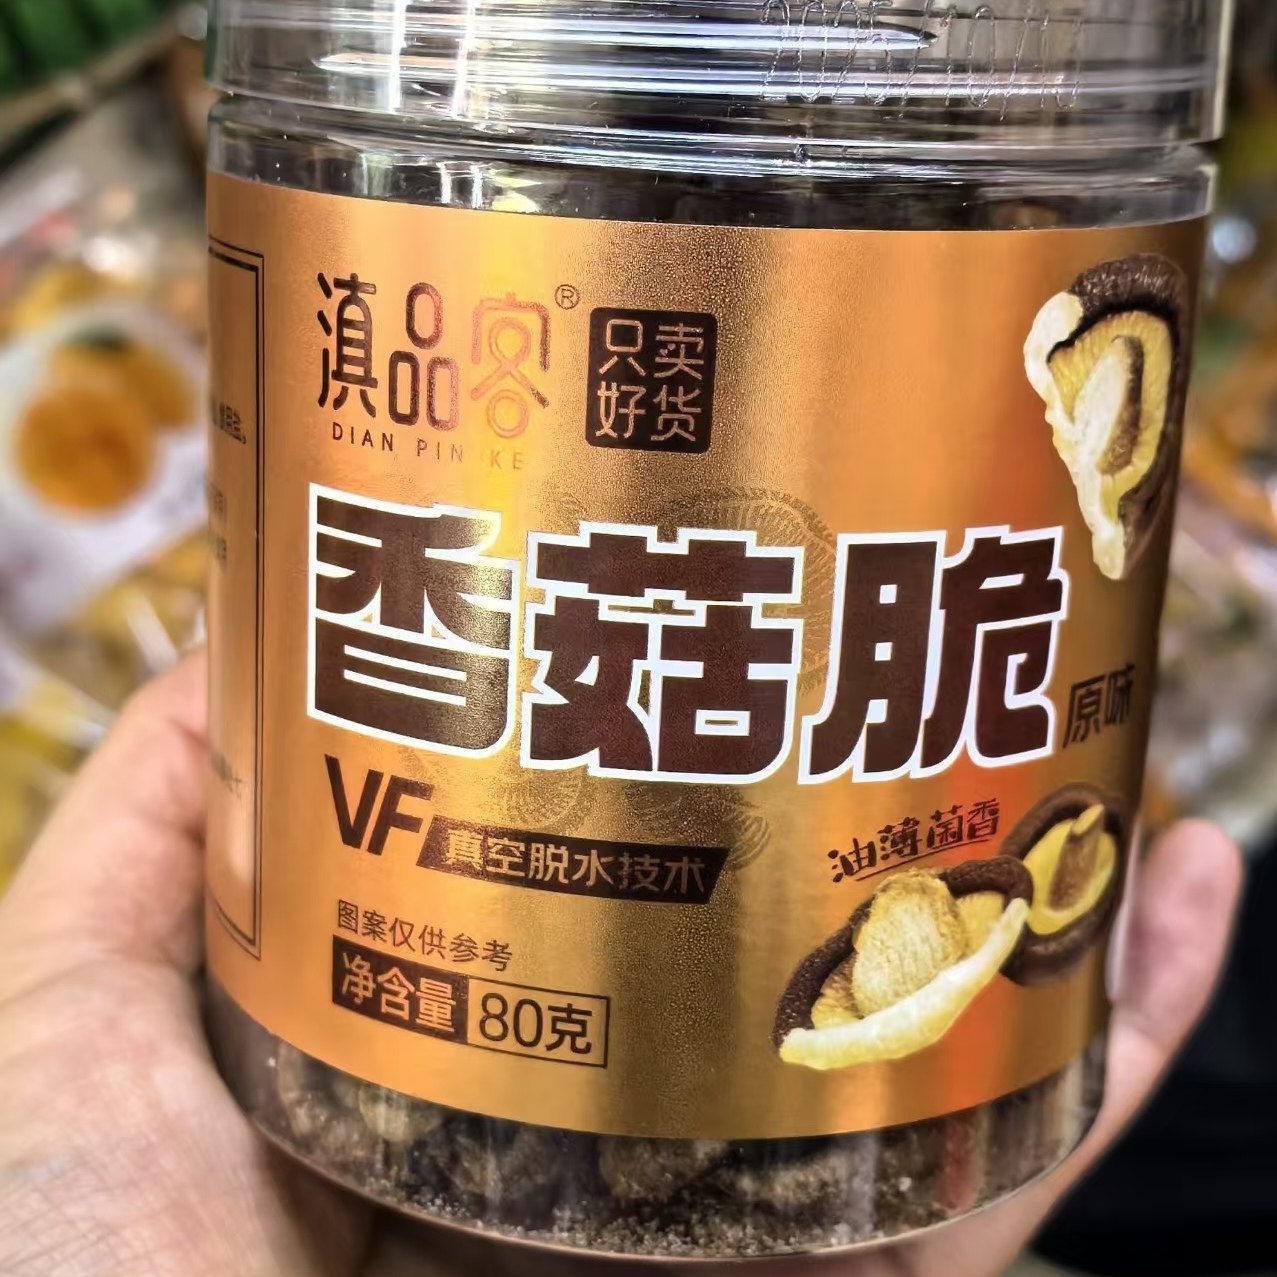 滇品客®
DIAN PIN KE
只卖
好货
香菇脆
原味
VF 真空脱水技术
油薄菌香
图案仅供参考
净含量 80克